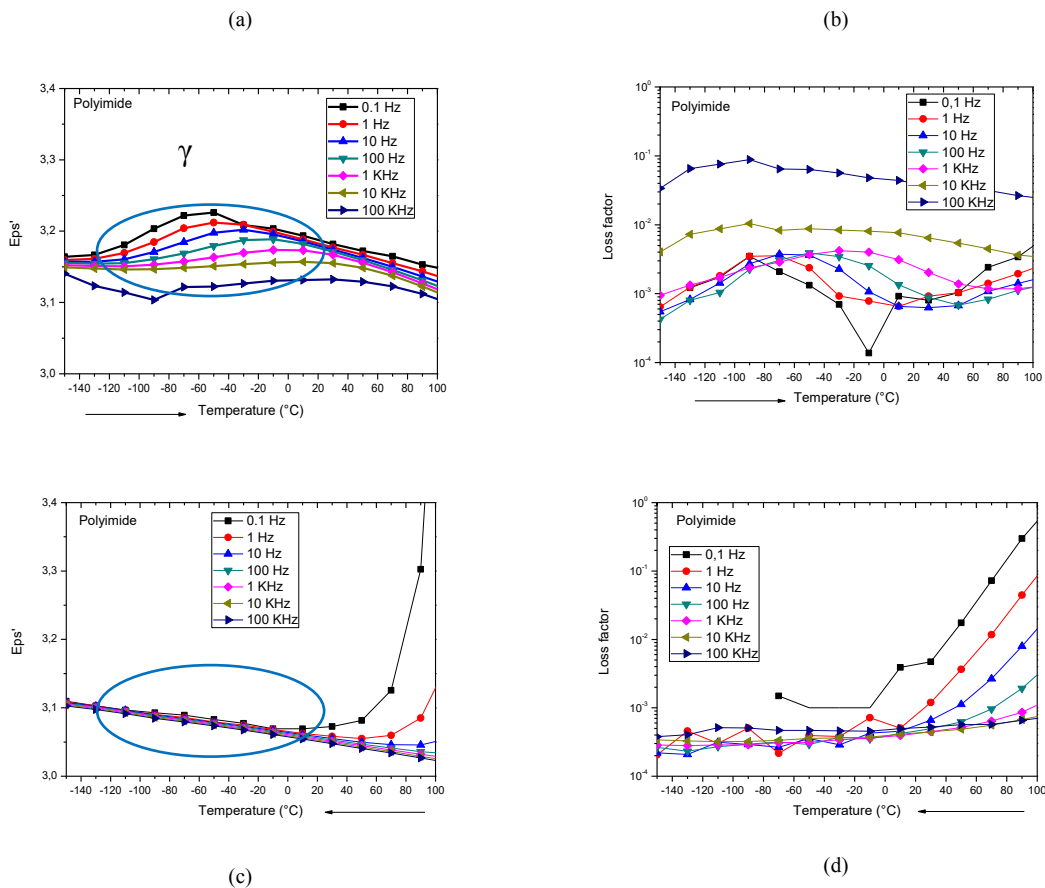 (a)
(b)
Polyimide
γ
0.1 Hz
1 Hz
10 Hz
100 Hz
1 KHz
10 KHz
100 KHz
Eps'
3,4
3,3
3,2
3,1
3,0
-140 -120 -100 -80 -60 -40 -20 0 20 40 60 80 100
Temperature (°C)
Polyimide
0,1 Hz
1 Hz
10 Hz
100 Hz
1 KHz
10 KHz
100 KHz
Loss factor
10^0
10^-1
10^-2
10^-3
10^-4
-140 -120 -100 -80 -60 -40 -20 0 20 40 60 80 100
Temperature (°C)
Polyimide
0.1 Hz
1 Hz
10 Hz
100 Hz
1 KHz
10 KHz
100 KHz
Eps'
3,4
3,3
3,2
3,1
3,0
-140 -120 -100 -80 -60 -40 -20 0 20 40 60 80 100
Temperature (°C)
Polyimide
0,1 Hz
1 Hz
10 Hz
100 Hz
1 KHz
10 KHz
100 KHz
Loss factor
10^0
10^-1
10^-2
10^-3
10^-4
-140 -120 -100 -80 -60 -40 -20 0 20 40 60 80 100
Temperature (°C)
(c)
(d)